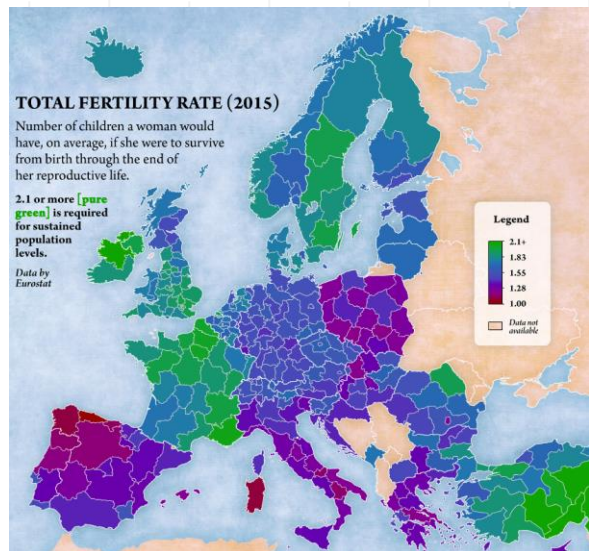 TOTAL FERTILITY RATE (2015)
Number of children a woman would
have, on average, if she were to survive
from birth through the end of
her reproductive life.
2.1 or more [pure
green] is required
for sustained
population
levels.
Data by
Eurostat
Legend
2.1+
1.83
1.55
1.28
1.00
Data not
available